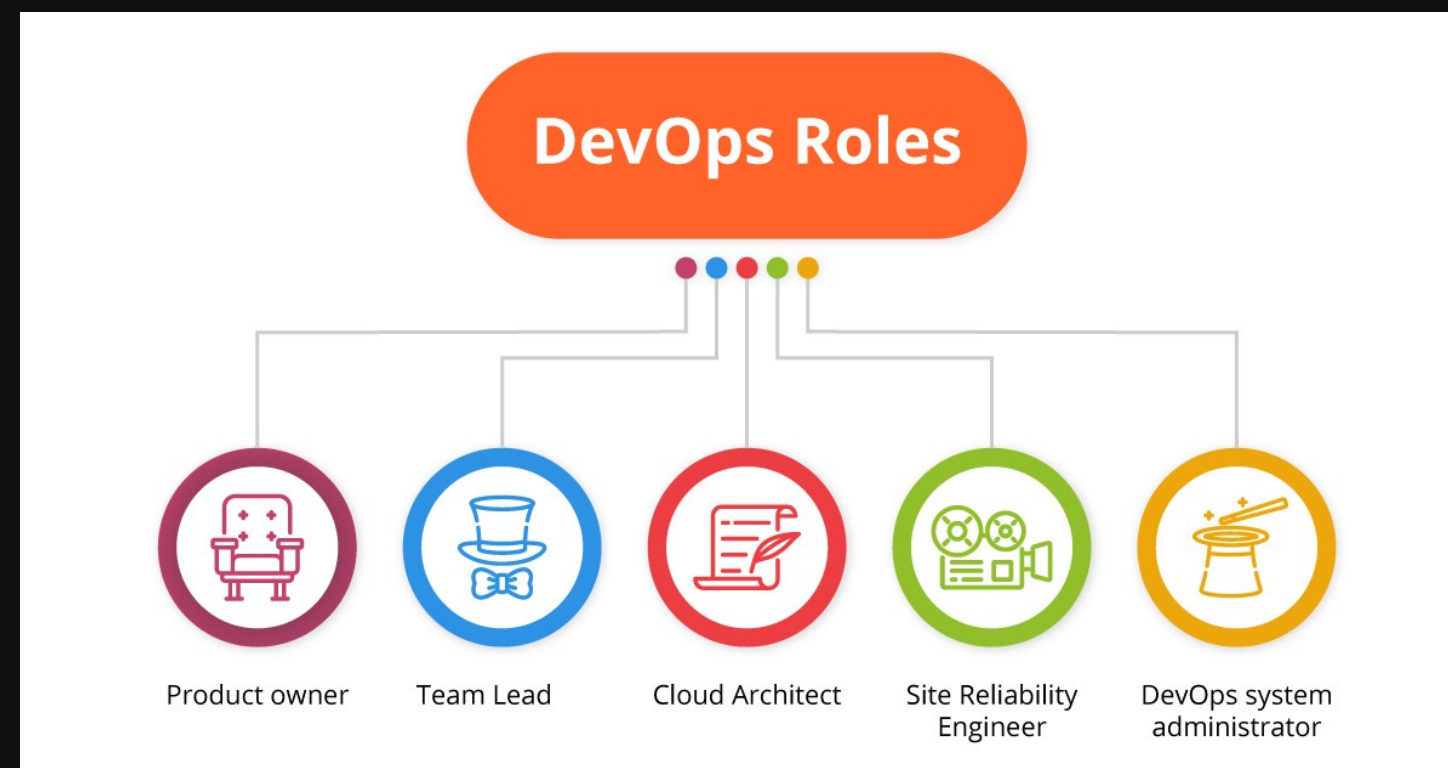 DevOps Roles
Product owner
Team Lead
Cloud Architect
Site Reliability
Engineer
DevOps system
administrator